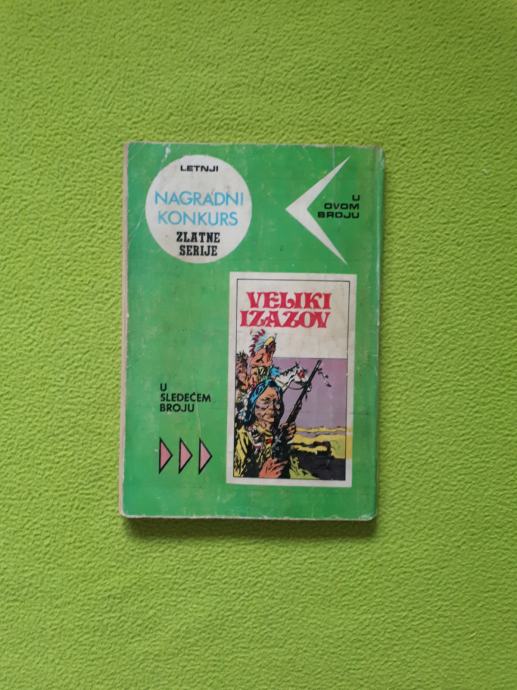 LETNJI
NAGRADNI
KONKURS
ZLATNE
SERIJE
U
OVOM
BROJU
VELIKI
IZAZOV
U
SLEDEĆEM
BROJU